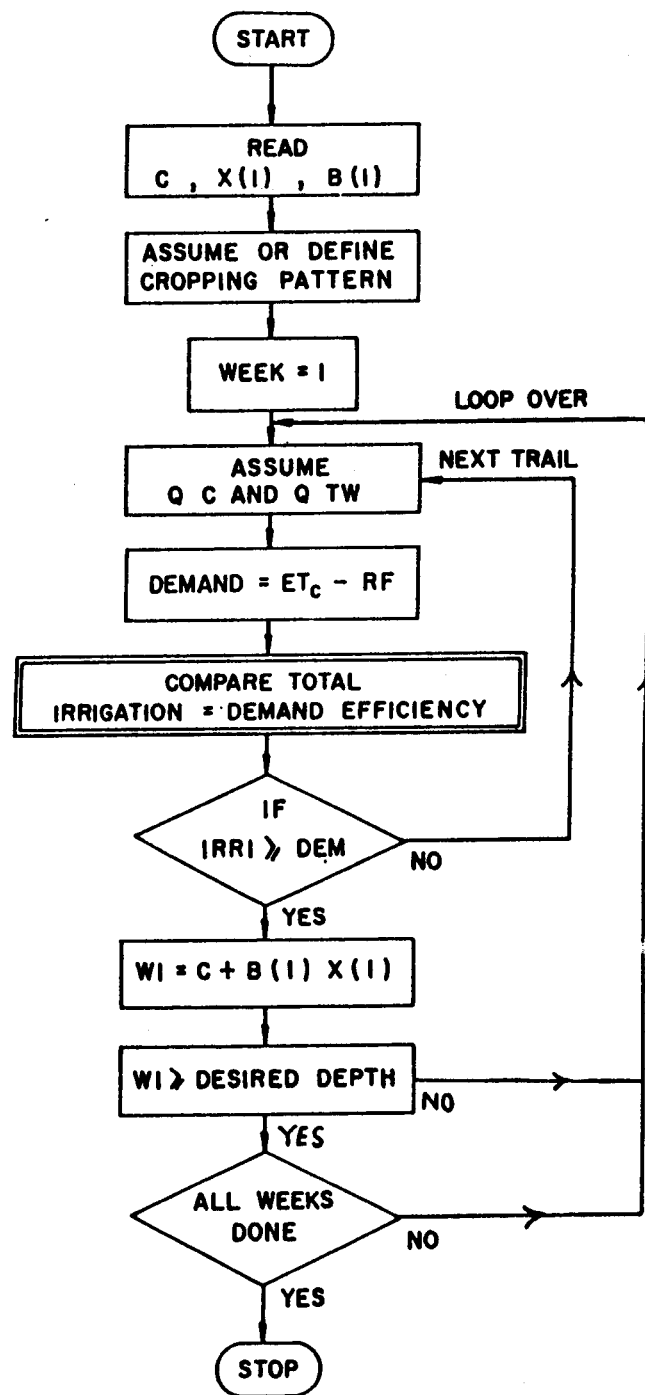 START
READ
C , X(I) , B(I)
ASSUME OR DEFINE
CROPPING PATTERN
WEEK = I
LOOP OVER
ASSUME
Q C AND Q TW
NEXT TRAIL
DEMAND = ETC – RF
COMPARE TOTAL
IRRIGATION = DEMAND EFFICIENCY
IF
IRRI ⩾ DEM
NO
YES
WI = C + B (I) X(I)
WI ⩾ DESIRED DEPTH
NO
YES
ALL WEEKS
DONE
NO
YES
STOP